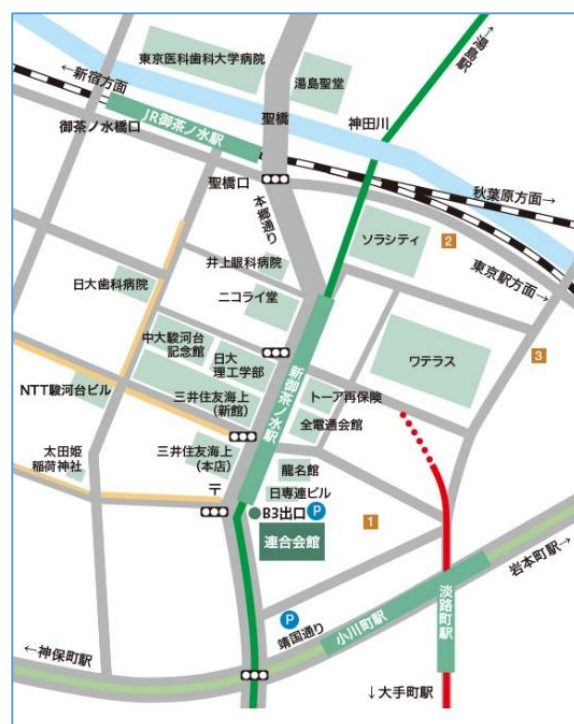 東京医科歯科大学病院
湯島聖堂
←湯島駅
←新宿方面
御茶ノ水橋口
JR御茶ノ水駅
聖橋
神田川
聖橋口
秋葉原方面→
本郷通り
ソラシティ
2
東京駅方面→
井上眼科病院
日大歯科病院
ニコライ堂
3
中大駿河台
記念館
日大
理工学部
ワテラス
新御茶ノ水駅
三井住友海上
(新館)
トーア再保険
NTT駿河台ビル
全電通会館
太田姫
稲荷神社
三井住友海上
(本店)
龍名館
〒
日専連ビル
B3出口
P
1
連合会館
岩本町駅→
淡路町駅
P
靖国通り
小川町駅
←神保町駅
↓大手町駅